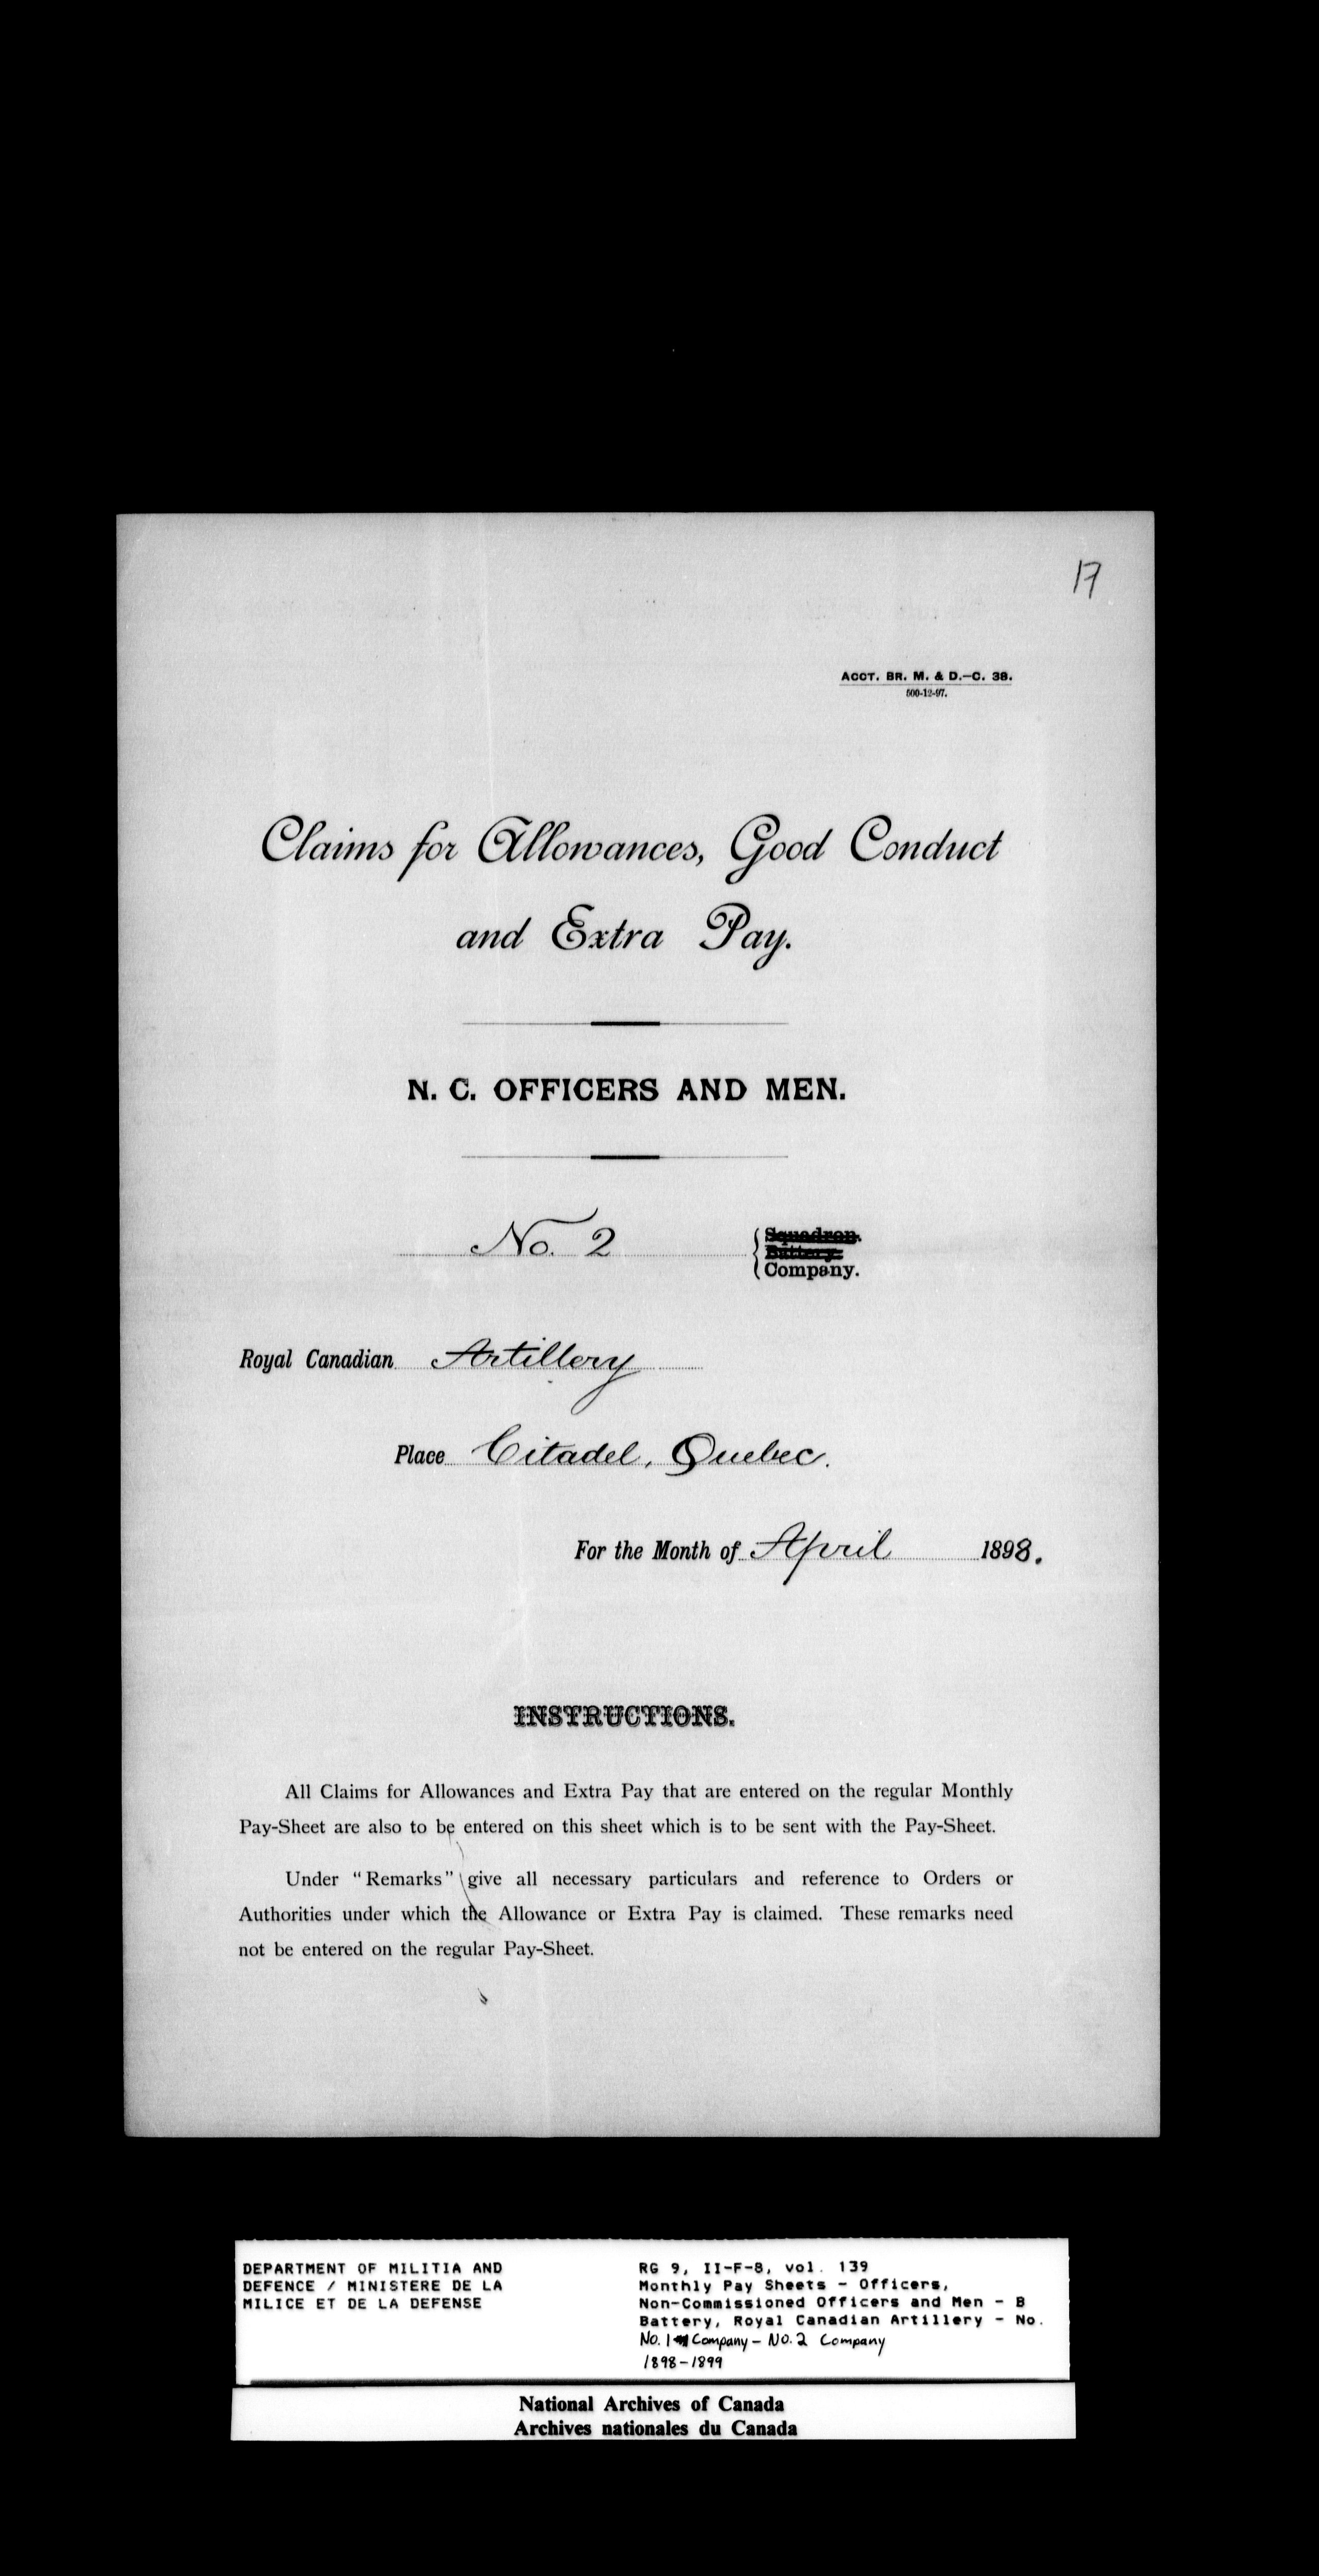 17
ACCT. BR. M. & D.—C. 38.
500-12-97.
Claims for Allowances, Good Conduct
and Extra Pay.
N. C. OFFICERS AND MEN.
No. 2
Squadron.
Battery.
Company.
Royal Canadian Artillery
Place Citadel, Quebec.
For the Month of April 1898.
INSTRUCTIONS.
All Claims for Allowances and Extra Pay that are entered on the regular Monthly
Pay-Sheet are also to be entered on this sheet which is to be sent with the Pay-Sheet.
Under "Remarks" give all necessary particulars and reference to Orders or
Authorities under which the Allowance or Extra Pay is claimed. These remarks need
not be entered on the regular Pay-Sheet.
DEPARTMENT OF MILITIA AND
DEFENCE / MINISTERE DE LA
MILICE ET DE LA DEFENSE
RG 9, II-F-8, vol. 139
Monthly Pay Sheets - Officers,
Non-Commissioned Officers and Men - B
Battery, Royal Canadian Artillery - No.
No. 1 Company - No. 2 Company
1898-1899
National Archives of Canada
Archives nationales du Canada